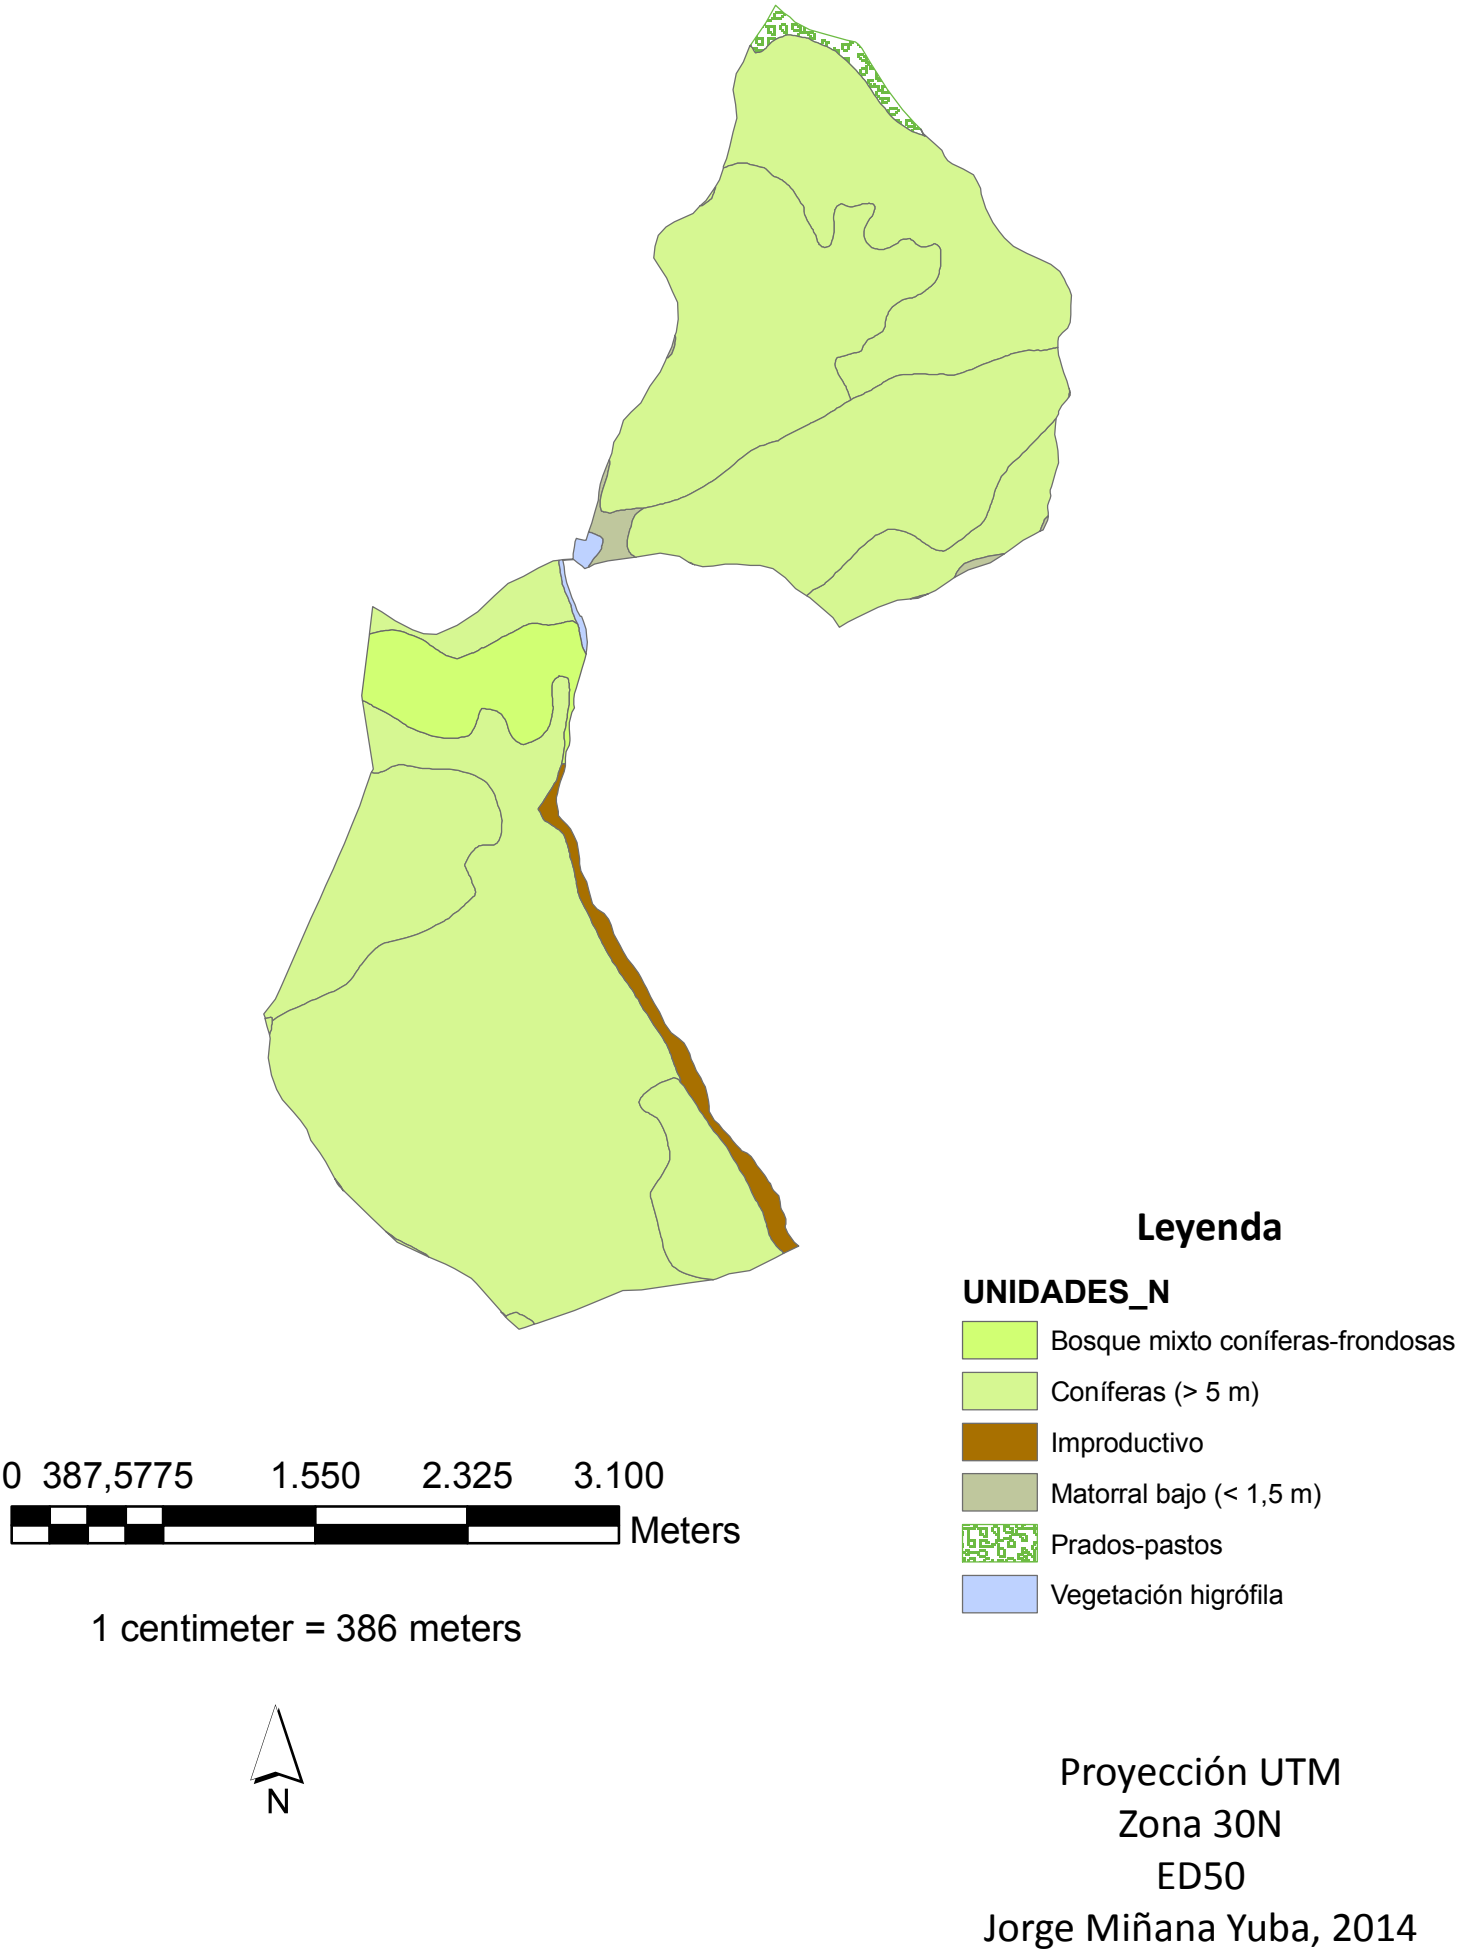 Leyenda
UNIDADES_N
Bosque mixto coníferas-frondosas
Coníferas (> 5 m)
Improductivo
Matorral bajo (< 1,5 m)
Prados-pastos
Vegetación higrófila
0 387,5775 1.550 2.325 3.100
Meters
1 centimeter = 386 meters
N
Proyección UTM
Zona 30N
ED50
Jorge Miñana Yuba, 2014